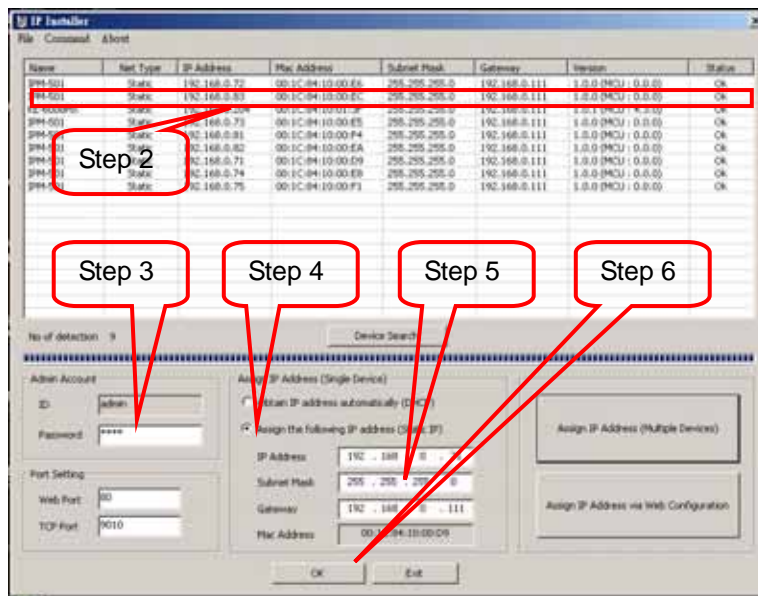 IP Installer
File Command About
Name Net Type IP Address Mac Address Subnet Mask Gateway Version Status
IPM-501 Static 192.168.0.72 00:1C:84:10:00:E6 255.255.255.0 192.168.0.111 1.0.0 (MCU : 0.0.0) Ok
IPM-501 Static 192.168.0.83 00:1C:84:10:00:EC 255.255.255.0 192.168.0.111 1.0.0 (MCU : 0.0.0) Ok
IPM-501 Static 192.168.0.73 00:1C:84:10:00:E5 255.255.255.0 192.168.0.111 1.0.0 (MCU : 0.0.0) Ok
Static 192.168.0.81 00:1C:84:10:00:F4 255.255.255.0 192.168.0.111 1.0.0 (MCU : 0.0.0) Ok
Static 00:1C:84:10:00:EA 255.255.255.0 192.168.0.111 1.0.0 (MCU : 0.0.0) Ok
Static 00:1C:84:10:00:D9 255.255.255.0 192.168.0.111 1.0.0 (MCU : 0.0.0) Ok
Static 00:1C:84:10:00:E8 255.255.255.0 192.168.0.111 1.0.0 (MCU : 0.0.0) Ok
IPM-501 Static 192.168.0.75 00:1C:84:10:00:F1 255.255.255.0 192.168.0.111 1.0.0 (MCU : 0.0.0) Ok
Step 2
Step 3
Step 4
Step 5
Step 6
No of detection 9
Device Search
Admin Account
ID admin
Password ****
Port Setting
Web Port 80
TCP Port 9010
Assign IP Address (Single Device)
Obtain IP address automatically (DHCP)
Assign the following IP address (Static IP)
IP Address 192 . 168 . 0 .
Subnet Mask 255 . 255 . 255 . 0
Gateway 192 . 168 . 0 . 111
Mac Address 00:1C:84:10:00:D9
Assign IP Address (Multiple Devices)
Assign IP Address via Web Configuration
OK
Exit